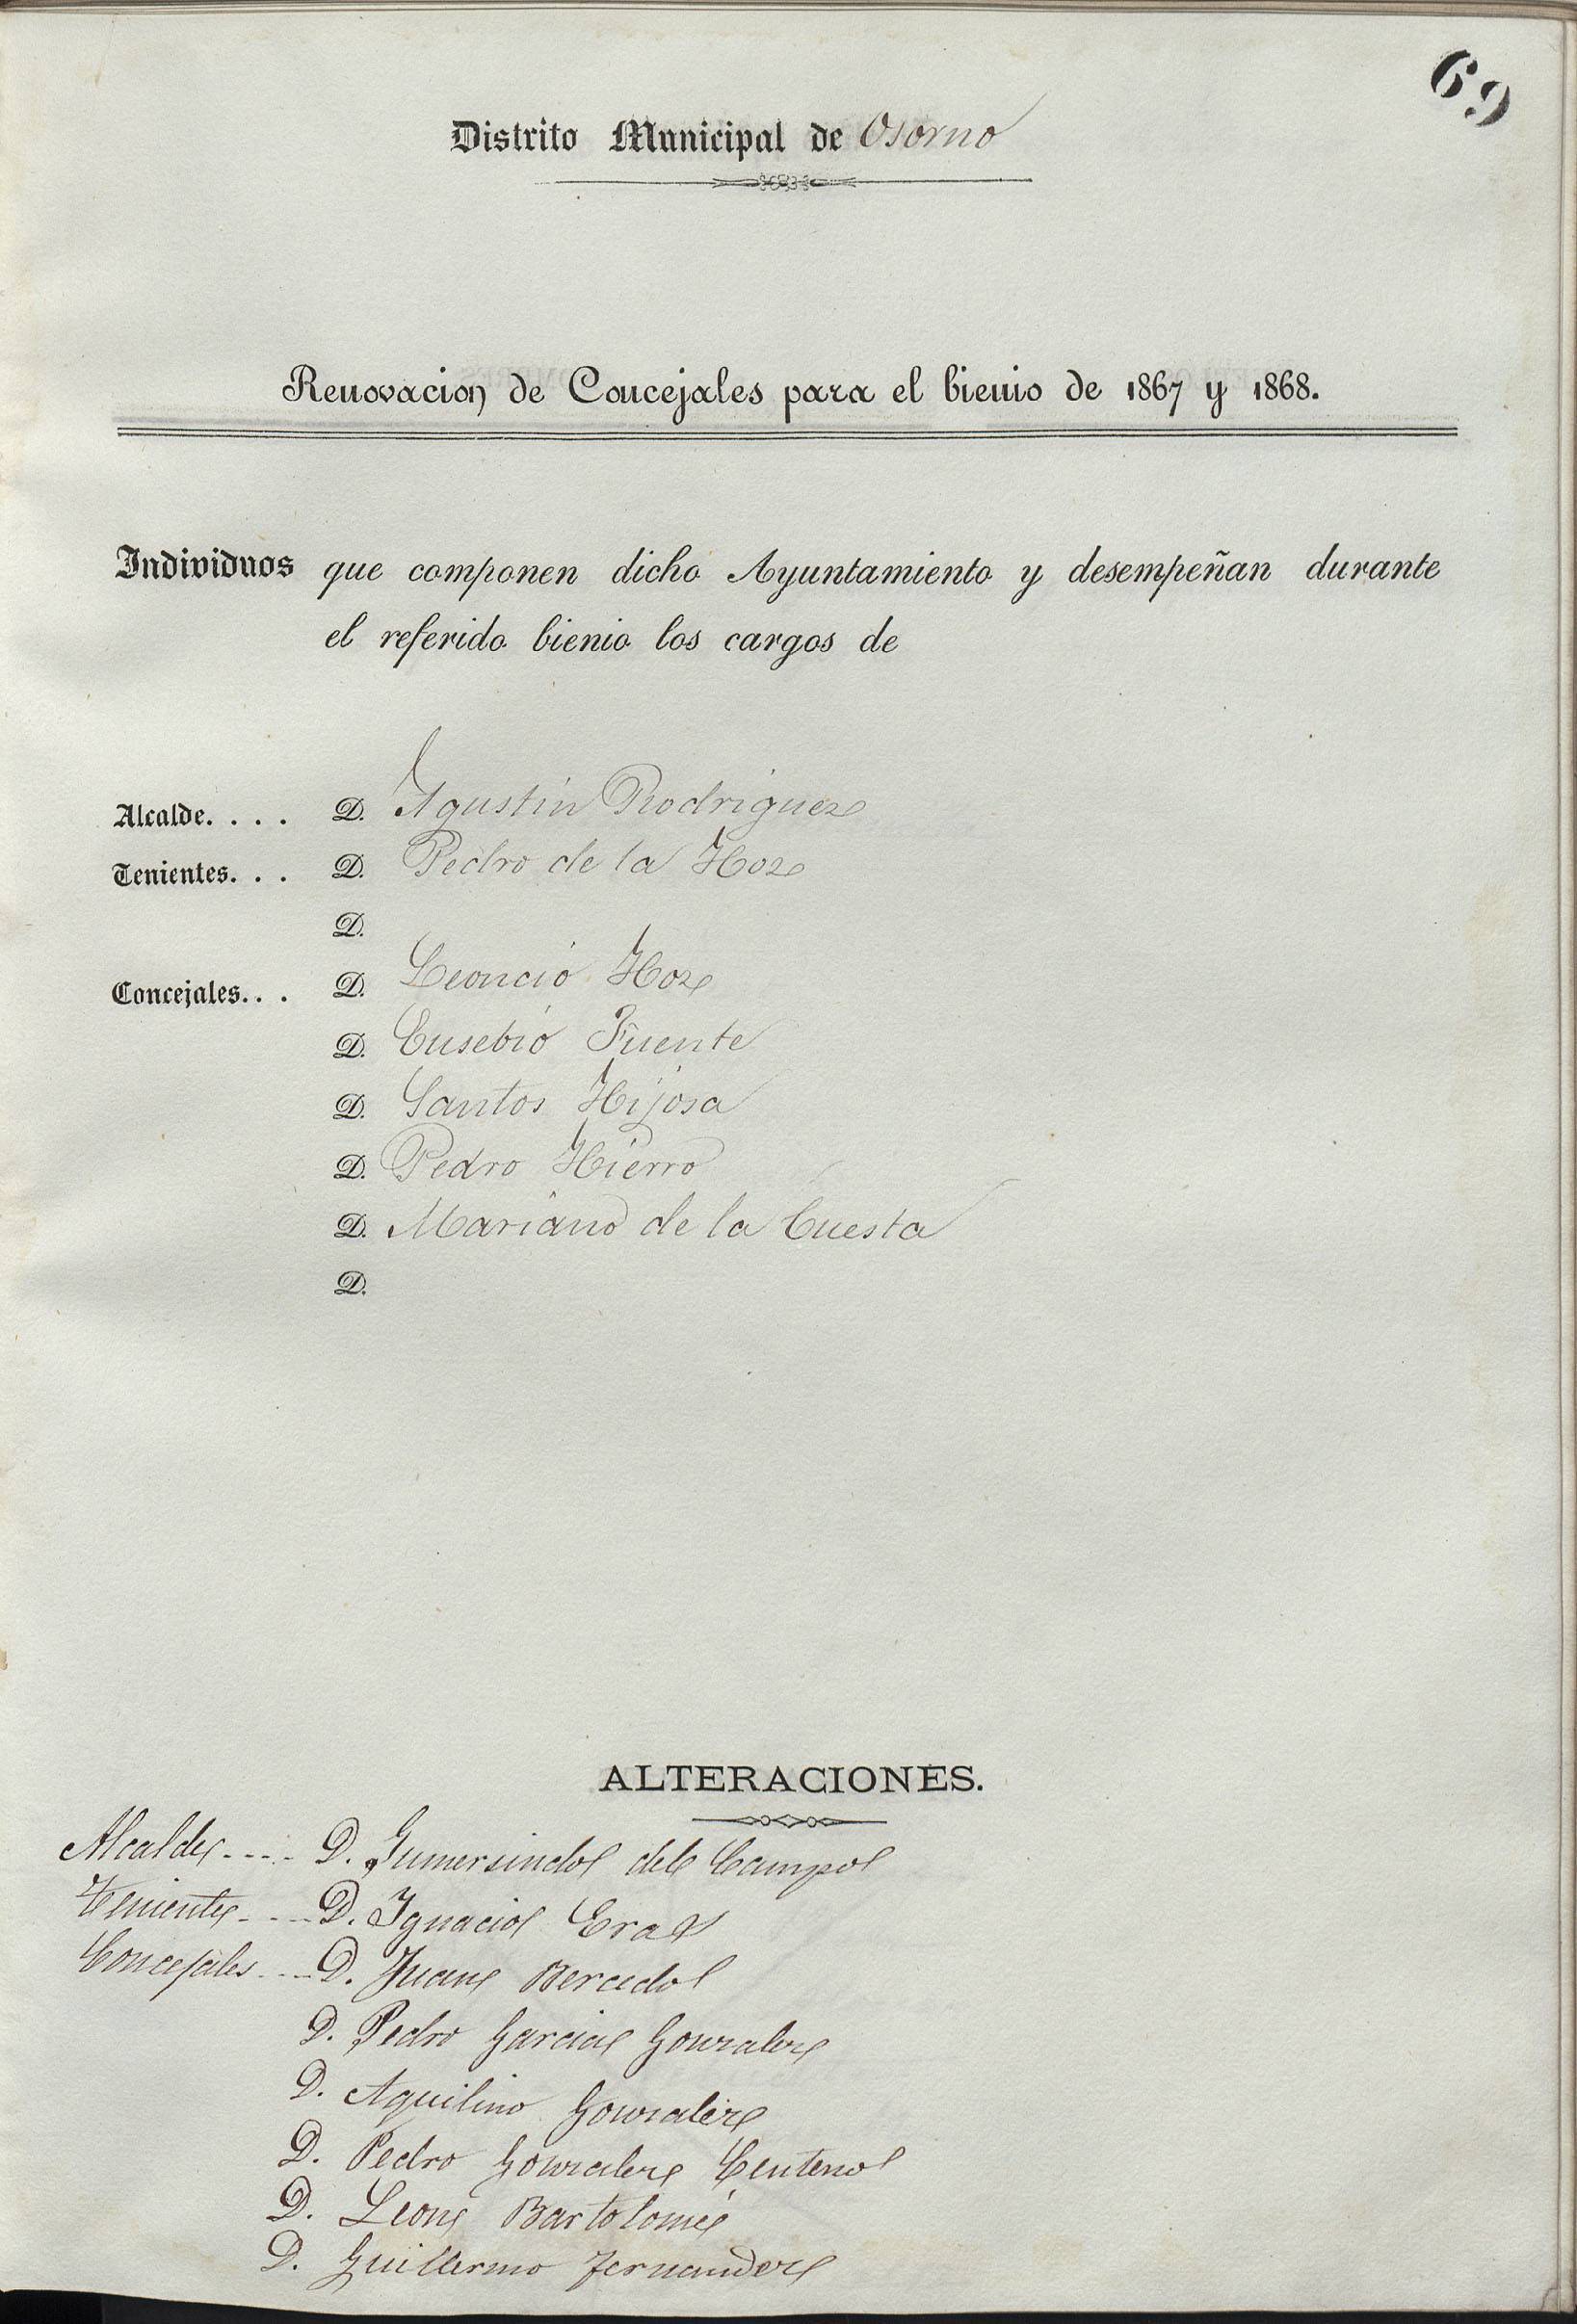 69
Distrito Municipal de Osorno
Renovacion de Concejales para el bienio de 1867 y 1868.
Individuos que componen dicho Ayuntamiento y desempeñan durante
el referido bienio los cargos de
Alcalde. . . . D. Agustin Rodriguez
Tenientes. . . D. Pedro de la Hoz
D.
Concejales. . . D. Leoncio Hoz
D. Eusebio Fuente
D. Santos Hijosa
D. Pedro Hierro
D. Mariano de la Cuesta
D.
ALTERACIONES.
Alcalde - - - - D. Gumersindo del Campo
Teniente - - - D. Ignacio Eras
Concejales - - - D. Juan Bercedo
D. Pedro Garcia Gonzalez
D. Aquilino Gonzalez
D. Pedro Gonzalez Centeno
D. Leon Bartolomé
D. Guillermo Fernandez